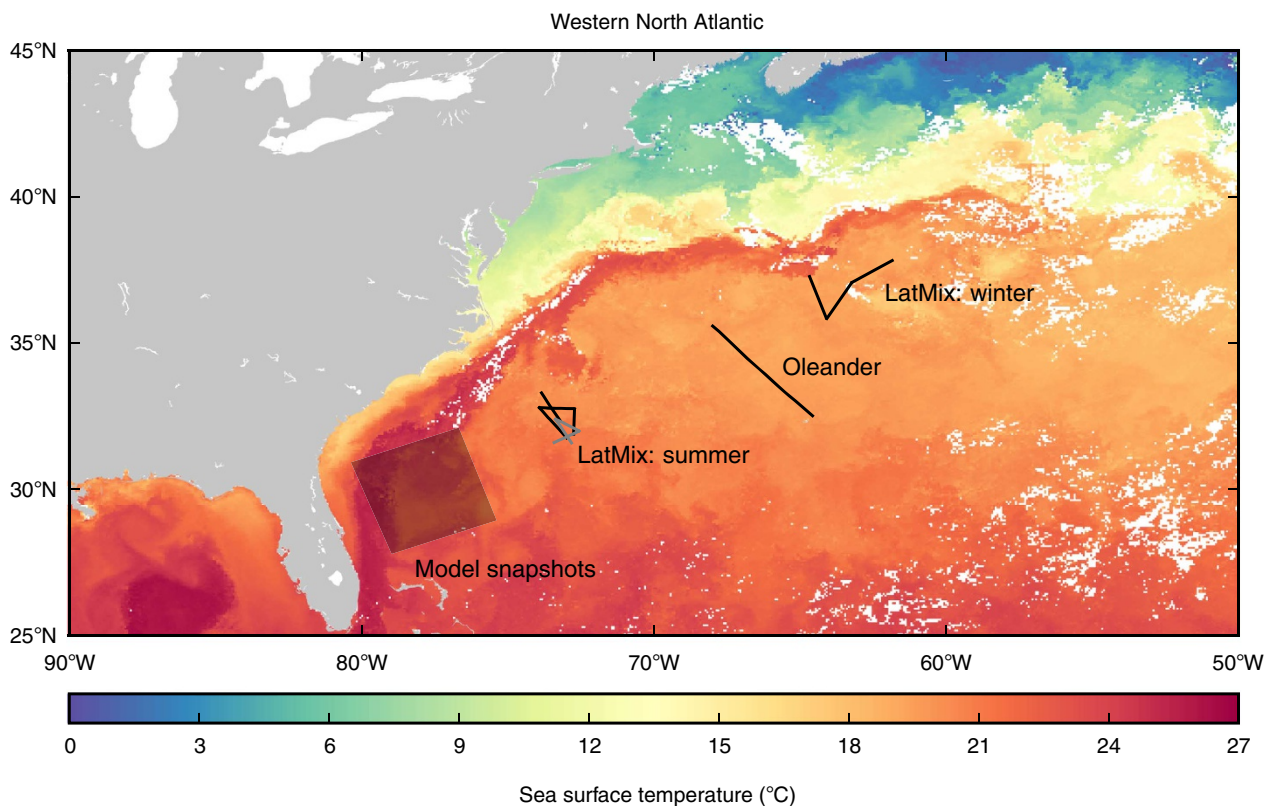 Western North Atlantic
45°N
40°N
35°N
30°N
25°N
LatMix: winter
Oleander
LatMix: summer
Model snapshots
90°W 80°W 70°W 60°W 50°W
0 3 6 9 12 15 18 21 24 27
Sea surface temperature (°C)